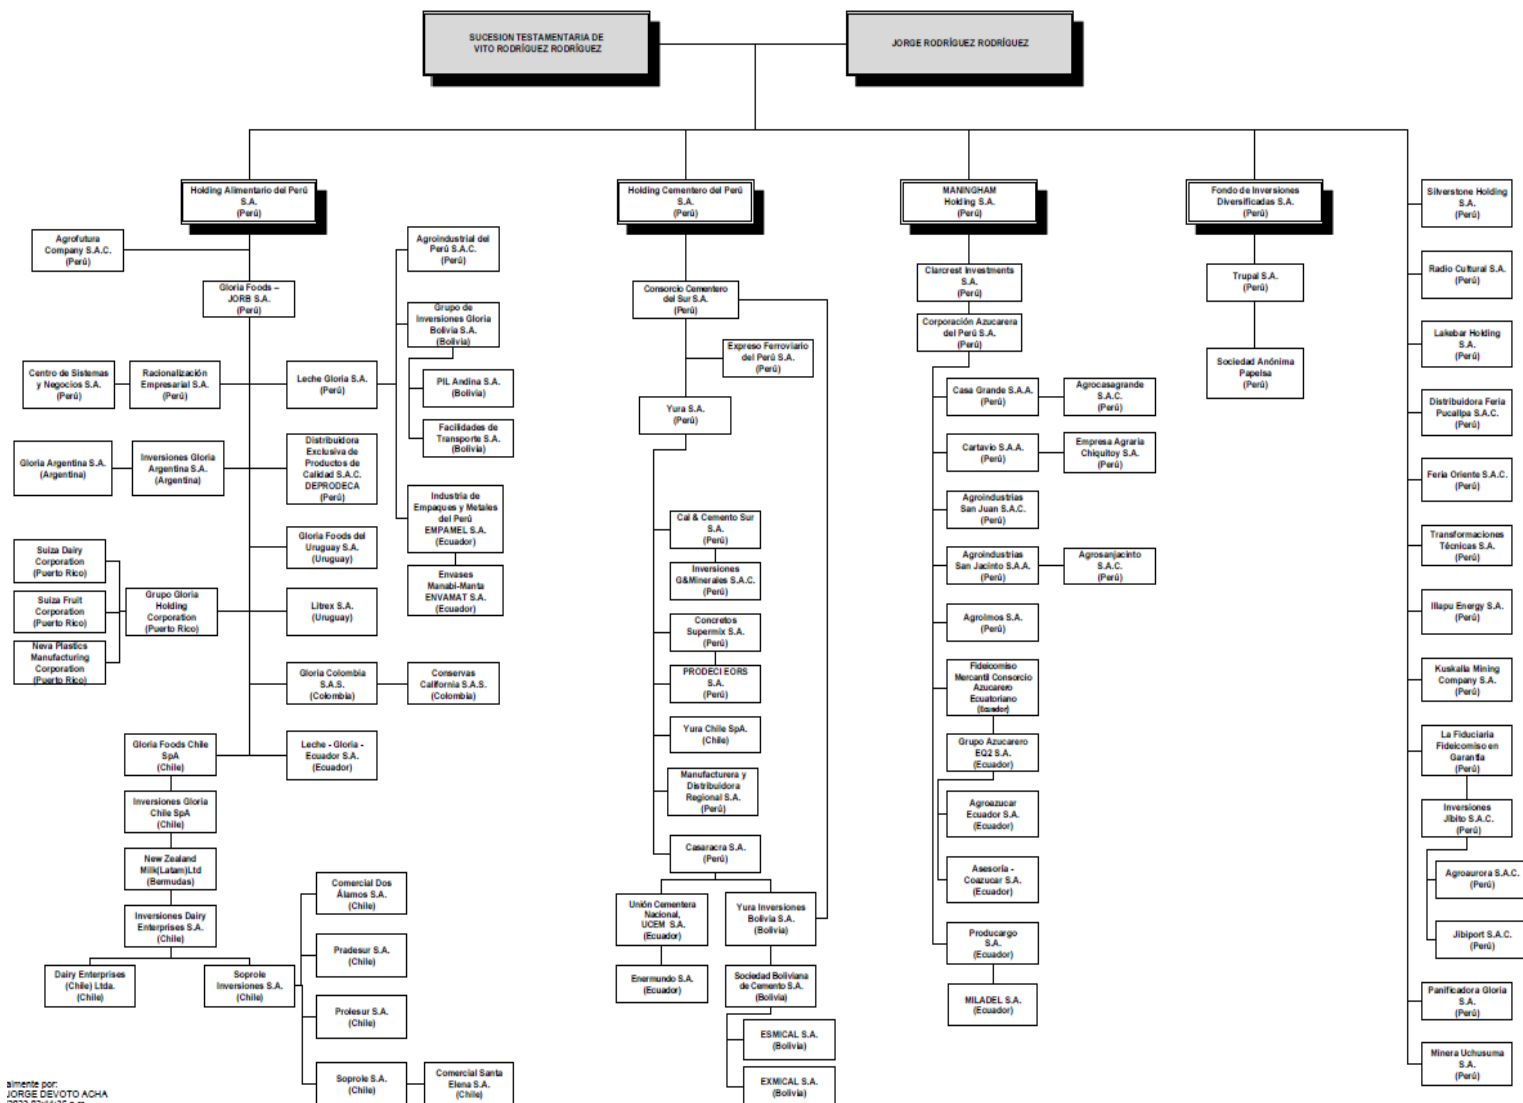 SUCESION TESTAMENTARIA DE
VITO RODRÍGUEZ RODRÍGUEZ
JORGE RODRÍGUEZ RODRÍGUEZ
Holding Alimentario del Perú
S.A.
(Perú)
Agrofutura
Company S.A.C.
(Perú)
Gloria Foods –
JORB S.A.
(Perú)
Centro de Sistemas
y Negocios S.A.
(Perú)
Racionalización
Empresarial S.A.
(Perú)
Leche Gloria S.A.
(Perú)
Gloria Argentina S.A.
(Argentina)
Inversiones Gloria
Argentina S.A.
(Argentina)
Distribuidora
Exclusiva de
Productos de
Calidad S.A.C.
DEPRODECA
(Perú)
Gloria Foods del
Uruguay S.A.
(Uruguay)
Suiza Dairy
Corporation
(Puerto Rico)
Suiza Fruit
Corporation
(Puerto Rico)
Neva Plastics
Manufacturing
Corporation
(Puerto Rico)
Grupo Gloria
Holding
Corporation
(Puerto Rico)
Litrex S.A.
(Uruguay)
Gloria Colombia
S.A.S.
(Colombia)
Conservas
California S.A.S.
(Colombia)
Gloria Foods Chile
SpA
(Chile)
Leche - Gloria -
Ecuador S.A.
(Ecuador)
Inversiones Gloria
Chile SpA
(Chile)
New Zealand
Milk(Latam)Ltd
(Bermudas)
Inversiones Dairy
Enterprises S.A.
(Chile)
Dairy Enterprises
(Chile) Ltda.
(Chile)
Soprole
Inversiones S.A.
(Chile)
Comercial Dos
Álamos S.A.
(Chile)
Pradesur S.A.
(Chile)
Prolesur S.A.
(Chile)
Soprole S.A.
(Chile)
Comercial Santa
Elena S.A.
(Chile)
Agroindustrial del
Perú S.A.C.
(Perú)
Grupo de
Inversiones Gloria
Bolivia S.A.
(Bolivia)
PIL Andina S.A.
(Bolivia)
Facilidades de
Transporte S.A.
(Bolivia)
Industria de
Empaques y Metales
del Perú
EMPAMEL S.A.
(Ecuador)
Envases
Manabí-Manta
ENVAMAT S.A.
(Ecuador)
Holding Cementero del Perú
S.A.
(Perú)
Consorcio Cementero
del Sur S.A.
(Perú)
Expreso Ferroviario
del Perú S.A.
(Perú)
Yura S.A.
(Perú)
Cal & Cemento Sur
S.A.
(Perú)
Inversiones
G&Minerales S.A.C.
(Perú)
Concretos
Supermix S.A.
(Perú)
PRODECI EORS
S.A.
(Perú)
Yura Chile SpA.
(Chile)
Manufacturera y
Distribuidora
Regional S.A.
(Perú)
Casaracra S.A.
(Perú)
Unión Cementera
Nacional,
UCEM S.A.
(Ecuador)
Enermundo S.A.
(Ecuador)
Yura Inversiones
Bolivia S.A.
(Bolivia)
Sociedad Boliviana
de Cemento S.A.
(Bolivia)
ESMICAL S.A.
(Bolivia)
EXMICAL S.A.
(Bolivia)
MANINGHAM
Holding S.A.
(Perú)
Clarcrest Investments
S.A.
(Perú)
Corporación Azucarera
del Perú S.A.
(Perú)
Casa Grande S.A.A.
(Perú)
Agrocasagrande
S.A.C.
(Perú)
Cartavio S.A.A.
(Perú)
Empresa Agraria
Chiquitoy S.A.
(Perú)
Agroindustrias
San Juan S.A.C.
(Perú)
Agroindustrias
San Jacinto S.A.A.
(Perú)
Agrosanjacinto
S.A.C.
(Perú)
Agrolmos S.A.
(Perú)
Fideicomiso
Mercantil Consorcio
Azucarero
Ecuatoriano
(Ecuador)
Grupo Azucarero
EQ2 S.A.
(Ecuador)
Agroazucar
Ecuador S.A.
(Ecuador)
Asesoría -
Coazucar S.A.
(Ecuador)
Producargo
S.A.
(Ecuador)
MILADEL S.A.
(Ecuador)
Fondo de Inversiones
Diversificadas S.A.
(Perú)
Trupal S.A.
(Perú)
Sociedad Anónima
Papelsa
(Perú)
Silverstone Holding
S.A.
(Perú)
Radio Cultural S.A.
(Perú)
Lakebar Holding
S.A.
(Perú)
Distribuidora Feria
Pucallpa S.A.C.
(Perú)
Feria Oriente S.A.C.
(Perú)
Transformaciones
Técnicas S.A.
(Perú)
Illapu Energy S.A.
(Perú)
Kuskalla Mining
Company S.A.
(Perú)
La Fiduciaria
Fideicomiso en
Garantía
(Perú)
Inversiones
Jibito S.A.C.
(Perú)
Agroaurora S.A.C.
(Perú)
Jibiport S.A.C.
(Perú)
Panificadora Gloria
S.A.
(Perú)
Minera Uchusuma
S.A.
(Perú)
almente por:
JORGE DEVOTO ACHA